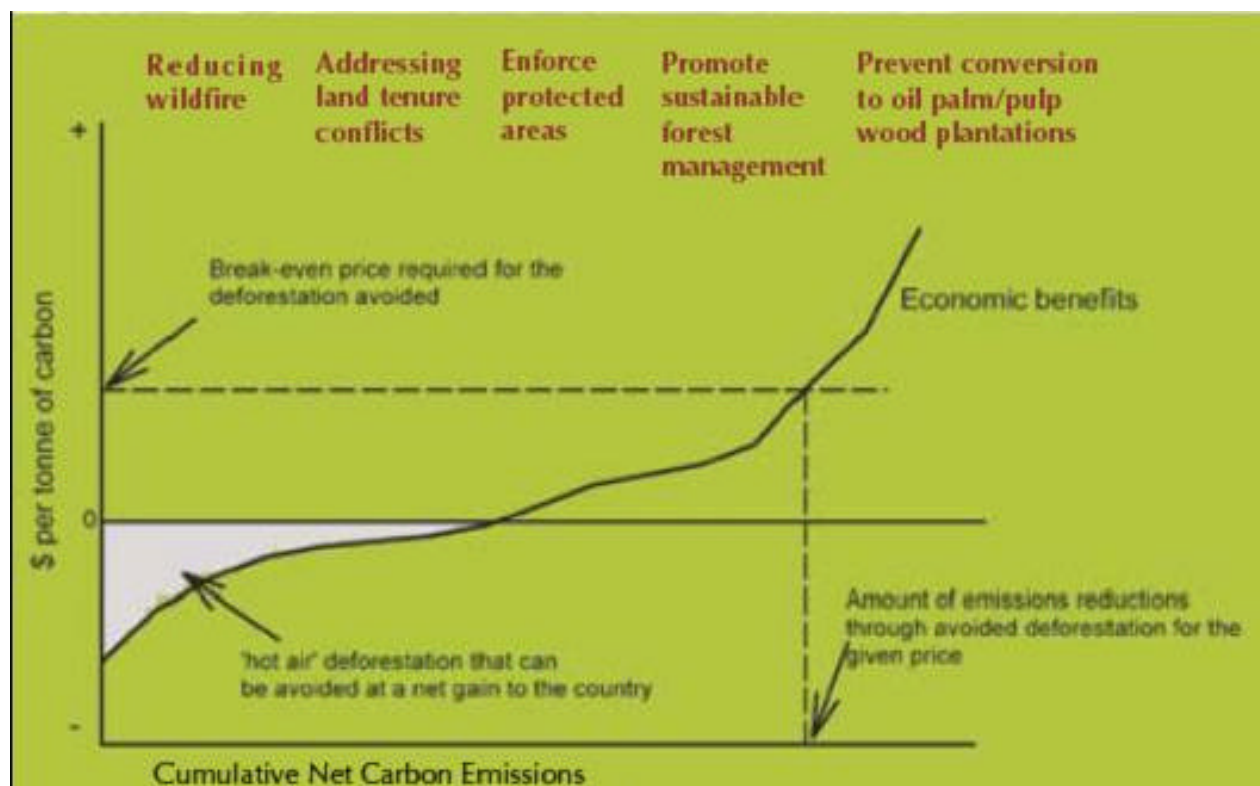 Reducing
wildfire
Addressing
land tenure
conflicts
Enforce
protected
areas
Promote
sustainable
forest
management
Prevent conversion
to oil palm/pulp
wood plantations
+
Break-even price required for the
deforestation avoided
Economic benefits
$ per tonne of carbon
0
Amount of emissions reductions
through avoided deforestation for the
given price
'hot air' deforestation that can
be avoided at a net gain to the country
-
Cumulative Net Carbon Emissions